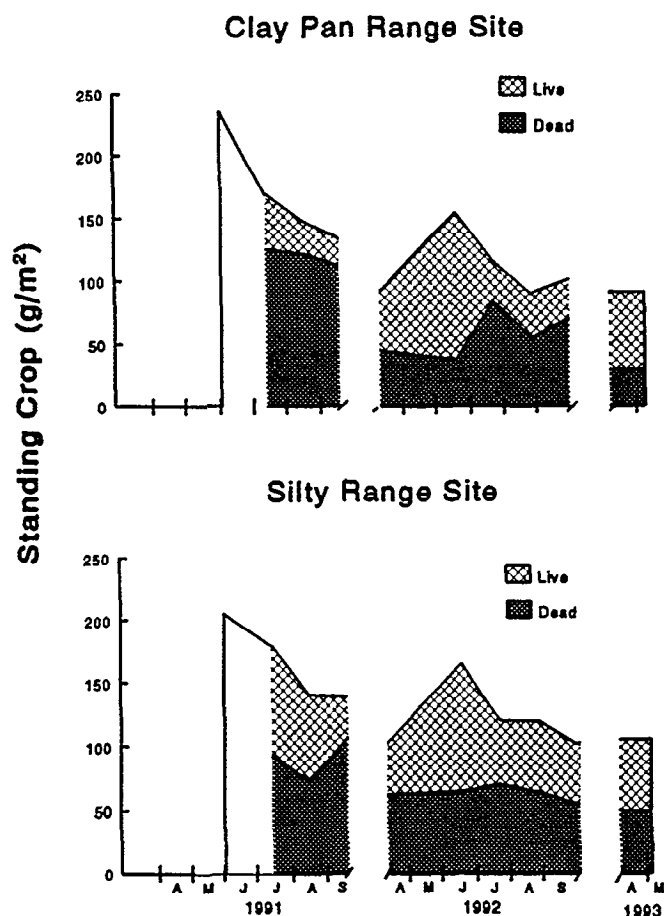 Clay Pan Range Site
Live
Dead
250
200
150
100
50
0
Standing Crop (g/m²)
Silty Range Site
Live
Dead
250
200
150
100
50
0
A M J J A S A M J J A S A M
1991 1992 1993